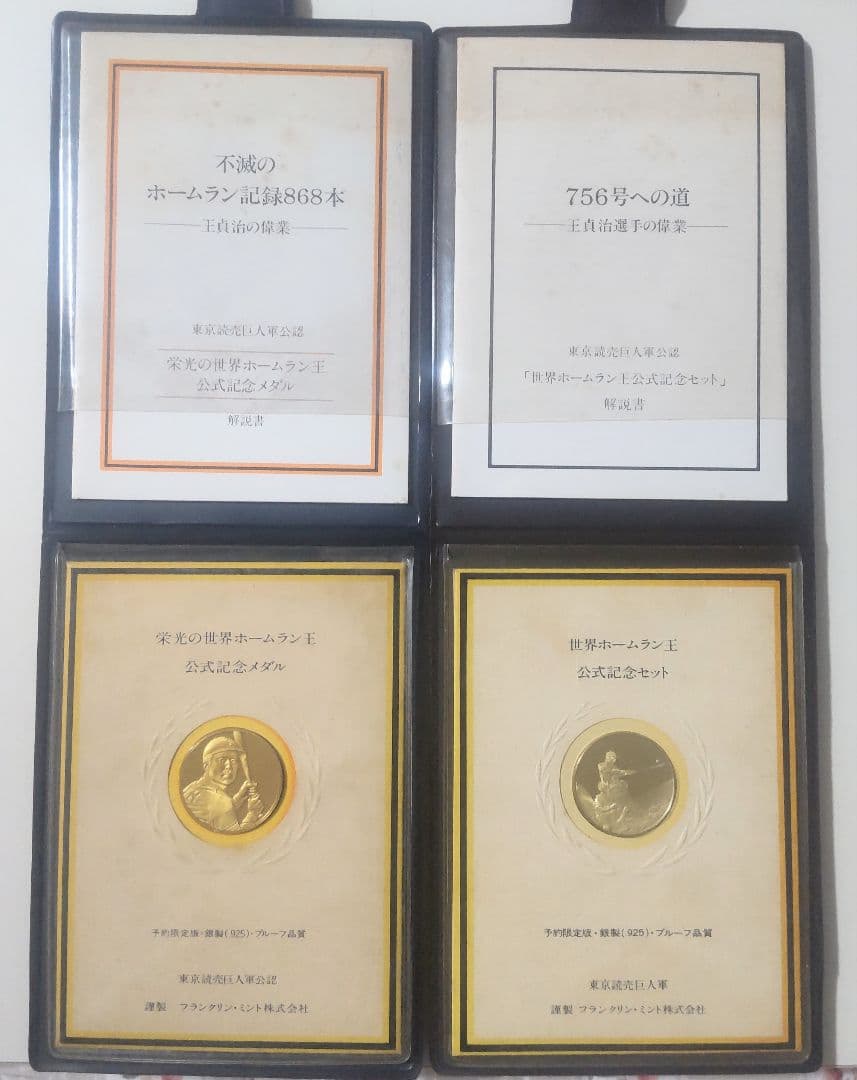 不滅の
ホームラン記録868本
王貞治の偉業
東京読売巨人軍公認
栄光の世界ホームラン王
公式記念メダル
解説書
756号への道
王貞治選手の偉業
東京読売巨人軍公認
「世界ホームラン王公式記念セット」
解説書
栄光の世界ホームラン王
公式記念メダル
予約限定版・銀製(.925)・プルーフ品質
東京読売巨人軍公認
謹製 フランクリン・ミント株式会社
世界ホームラン王
公式記念セット
予約限定版・銀製(.925)・プルーフ品質
東京読売巨人軍
謹製 フランクリン・ミント株式会社